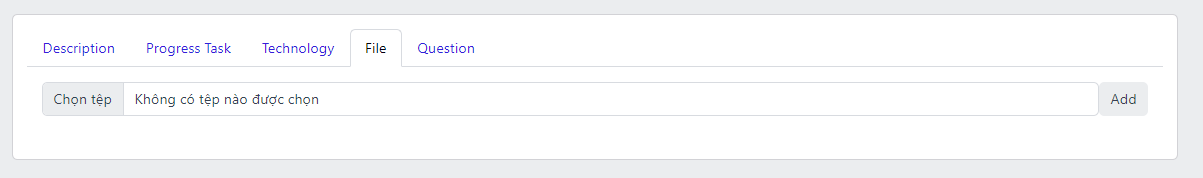 Description Progress Task Technology File Question
Chọn tệp Không có tệp nào được chọn Add